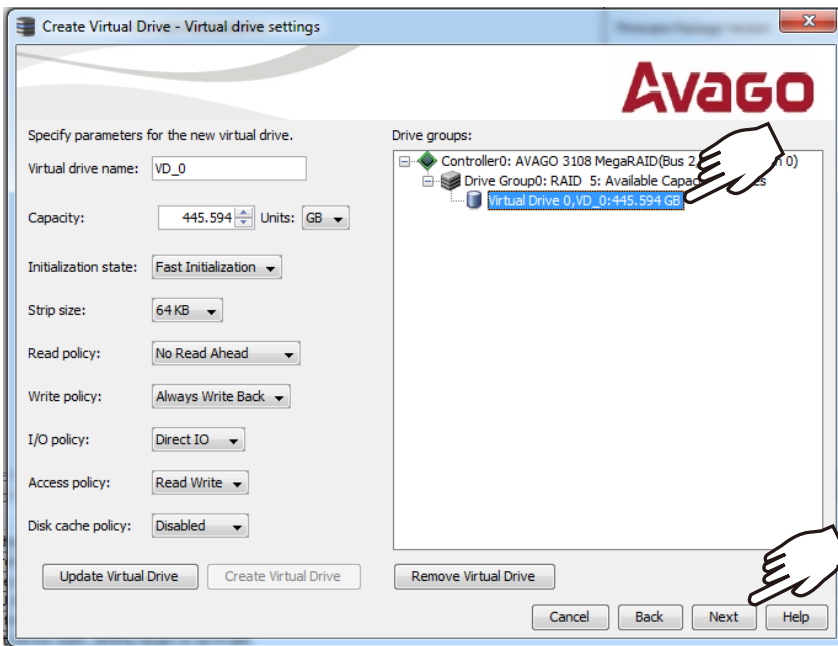 Create Virtual Drive - Virtual drive settings
Avago
Specify parameters for the new virtual drive.
Virtual drive name: VD_0
Capacity: 445.594 Units: GB
Initialization state: Fast Initialization
Strip size: 64 KB
Read policy: No Read Ahead
Write policy: Always Write Back
I/O policy: Direct IO
Access policy: Read Write
Disk cache policy: Disabled
Update Virtual Drive Create Virtual Drive
Drive groups:
Controller0: AVAGO 3108 MegaRAID(Bus 2, 0)
Drive Group0: RAID 5: Available
Virtual Drive 0,VD_0:445.594 GB
Remove Virtual Drive
Cancel Back Next Help